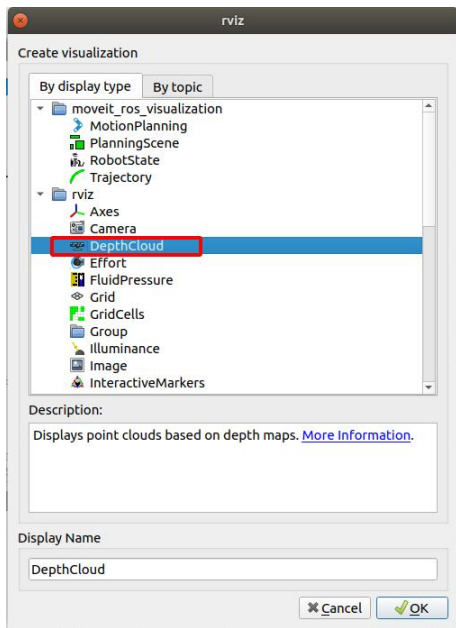 rviz
Create visualization
By display type By topic
moveit_ros_visualization
MotionPlanning
PlanningScene
RobotState
Trajectory
rviz
Axes
Camera
DepthCloud
Effort
FluidPressure
Grid
GridCells
Group
Illuminance
Image
InteractiveMarkers
Description:
Displays point clouds based on depth maps. More Information.
Display Name
DepthCloud
Cancel OK